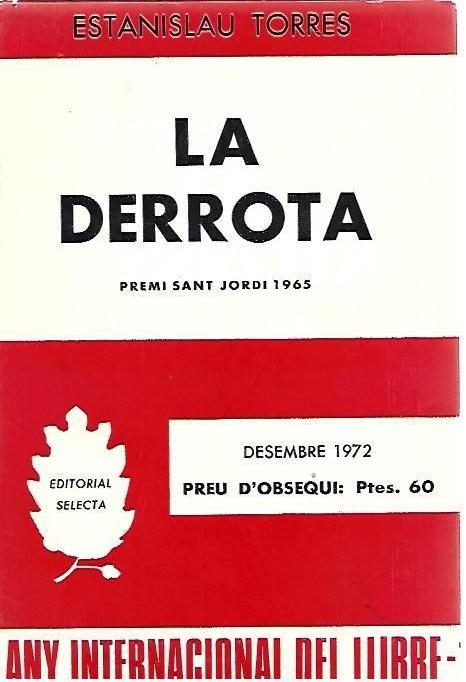 ESTANISLAU TORRES
LA
DERROTA
PREMI SANT JORDI 1965
DESEMBRE 1972
PREU D'OBSEQUI: Ptes. 60
EDITORIAL
SELECTA
ANY INTERNACIONAL DEL LLIBRE-